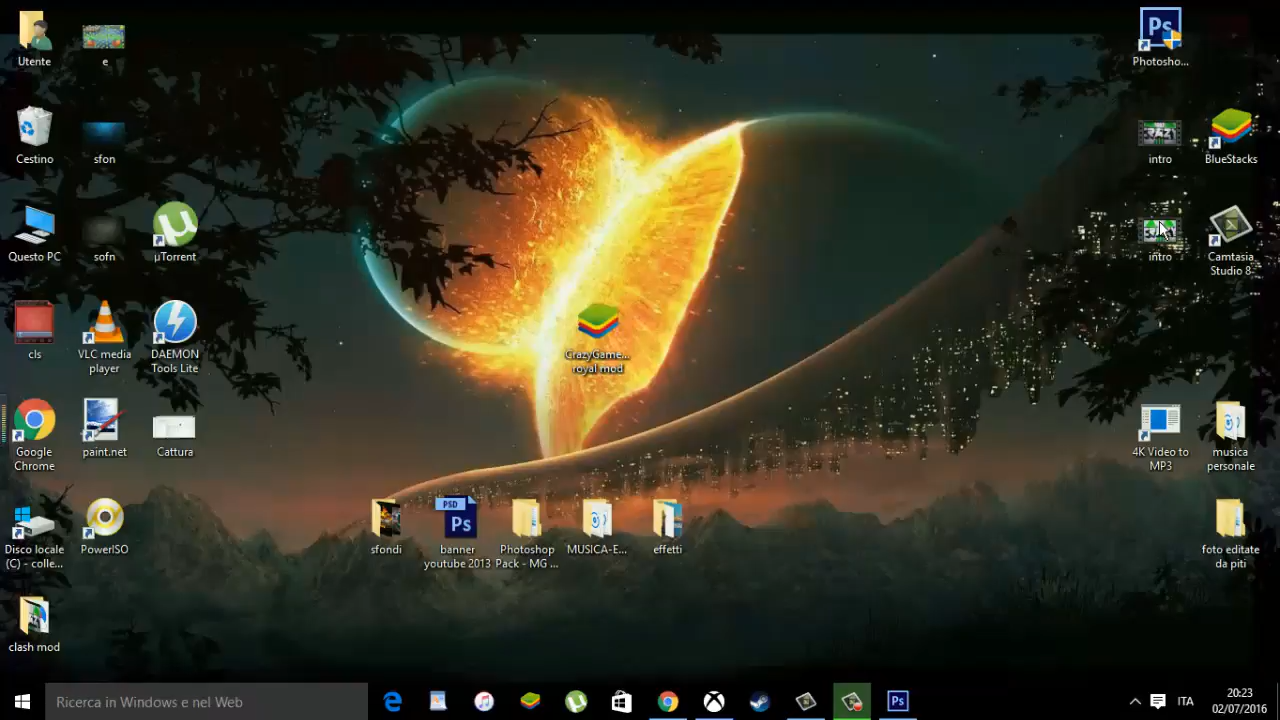 Utente
e
Photosho...
Cestino
sfon
intro
BlueStacks
Questo PC
sofn
µTorrent
intro
Camtasia
Studio 8
cls
VLC media
player
DAEMON
Tools Lite
CrazyGame...
royal mod
Google
Chrome
paint.net
Cattura
4K Video to
MP3
musica
personale
Disco locale
(C) - colle...
PowerISO
sfondi
PSD
Ps
banner
youtube 2013
Photoshop
Pack - MG ...
MUSICA-E...
effetti
foto editate
da piti
clash mod
Ps
Ricerca in Windows e nel Web
Ps
ITA
20:23
02/07/2016